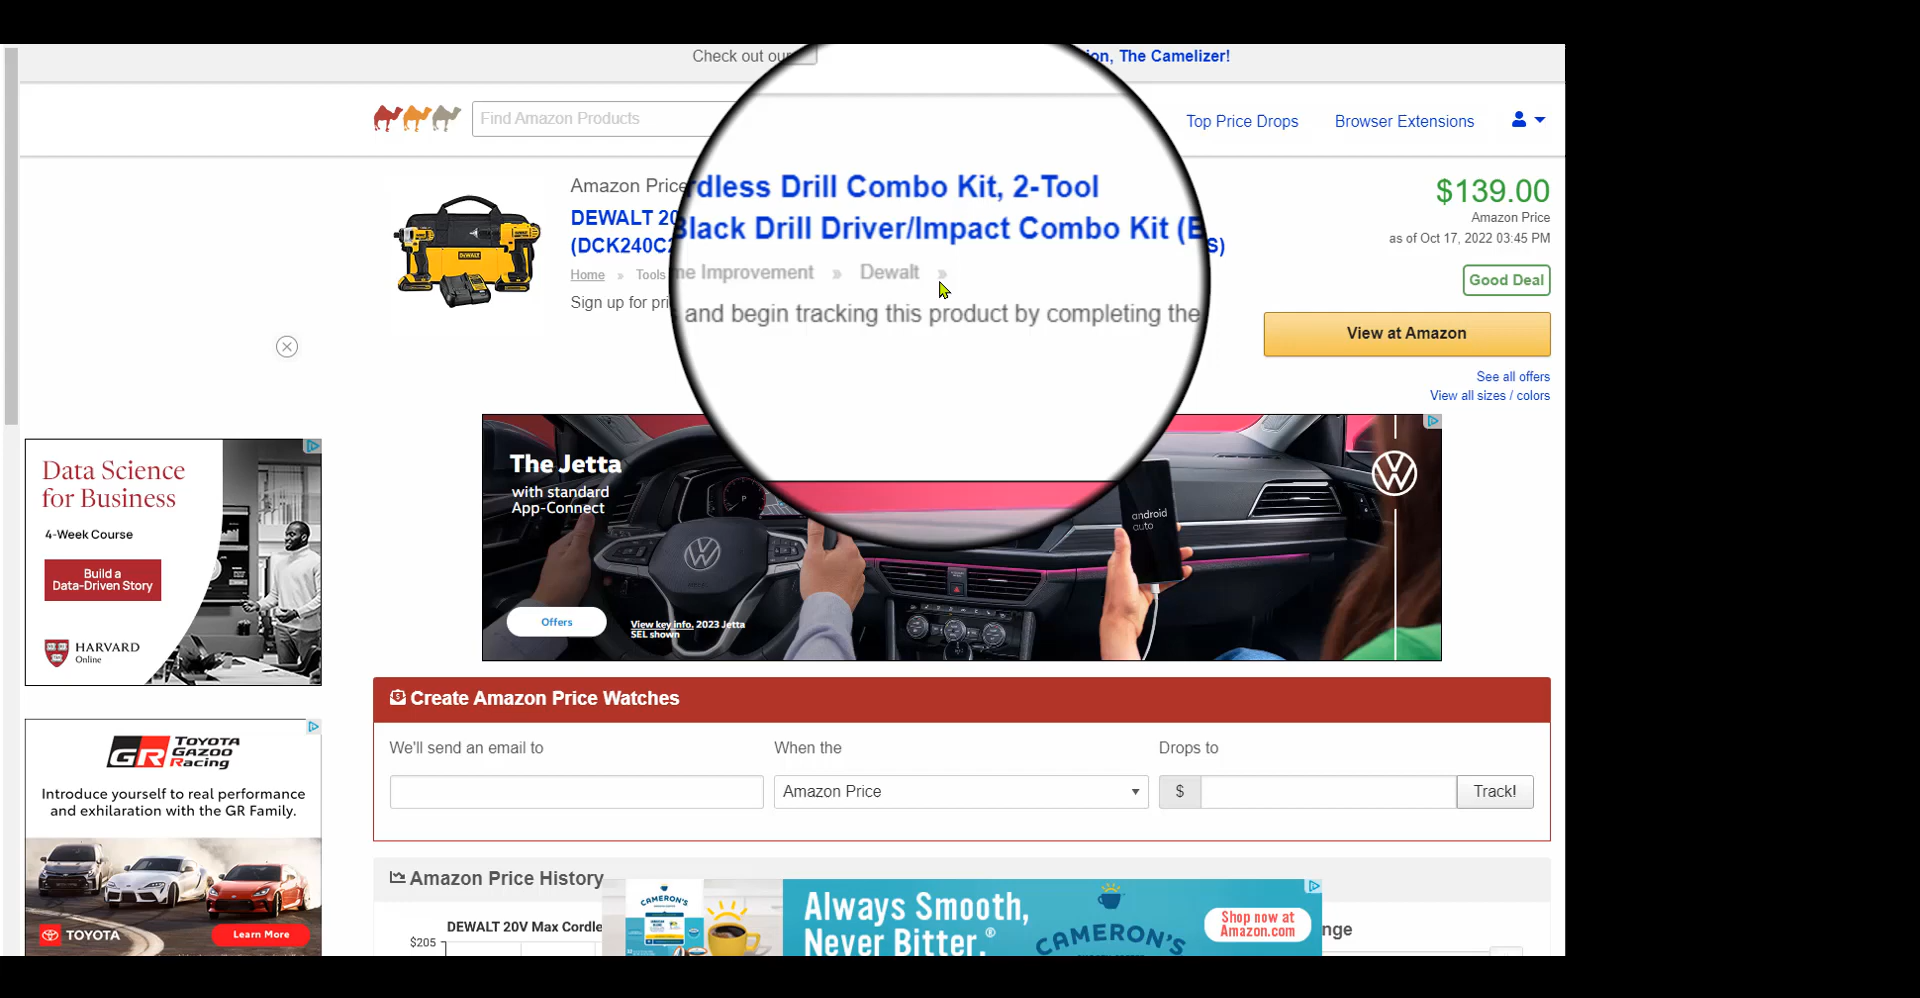 Check out ou
on, The Camelizer!
Find Amazon Products
Top Price Drops
Browser Extensions
Amazon Price
rdless Drill Combo Kit, 2-Tool
DEWALT 20
Black Drill Driver/Impact Combo Kit (B
(DCK240C2
S)
Home » Tools
me Improvement » Dewalt »
Sign up for pri
and begin tracking this product by completing the
$139.00
Amazon Price
as of Oct 17, 2022 03:45 PM
Good Deal
View at Amazon
See all offers
View all sizes / colors
Data Science
for Business
4-Week Course
Build a
Data-Driven Story
HARVARD
Online
The Jetta
with standard
App-Connect
android
auto
Offers
View key info. 2023 Jetta
SEL shown
TOYOTA
GAZOO
Racing
GR
Introduce yourself to real performance
and exhilaration with the GR Family.
TOYOTA
Learn More
Create Amazon Price Watches
We'll send an email to
When the
Drops to
Amazon Price
$
Track!
Amazon Price History
DEWALT 20V Max Cordle
$205
CAMERON'S
Always Smooth,
Never Bitter.®
CAMERON'S
Shop now at
Amazon.com
nge